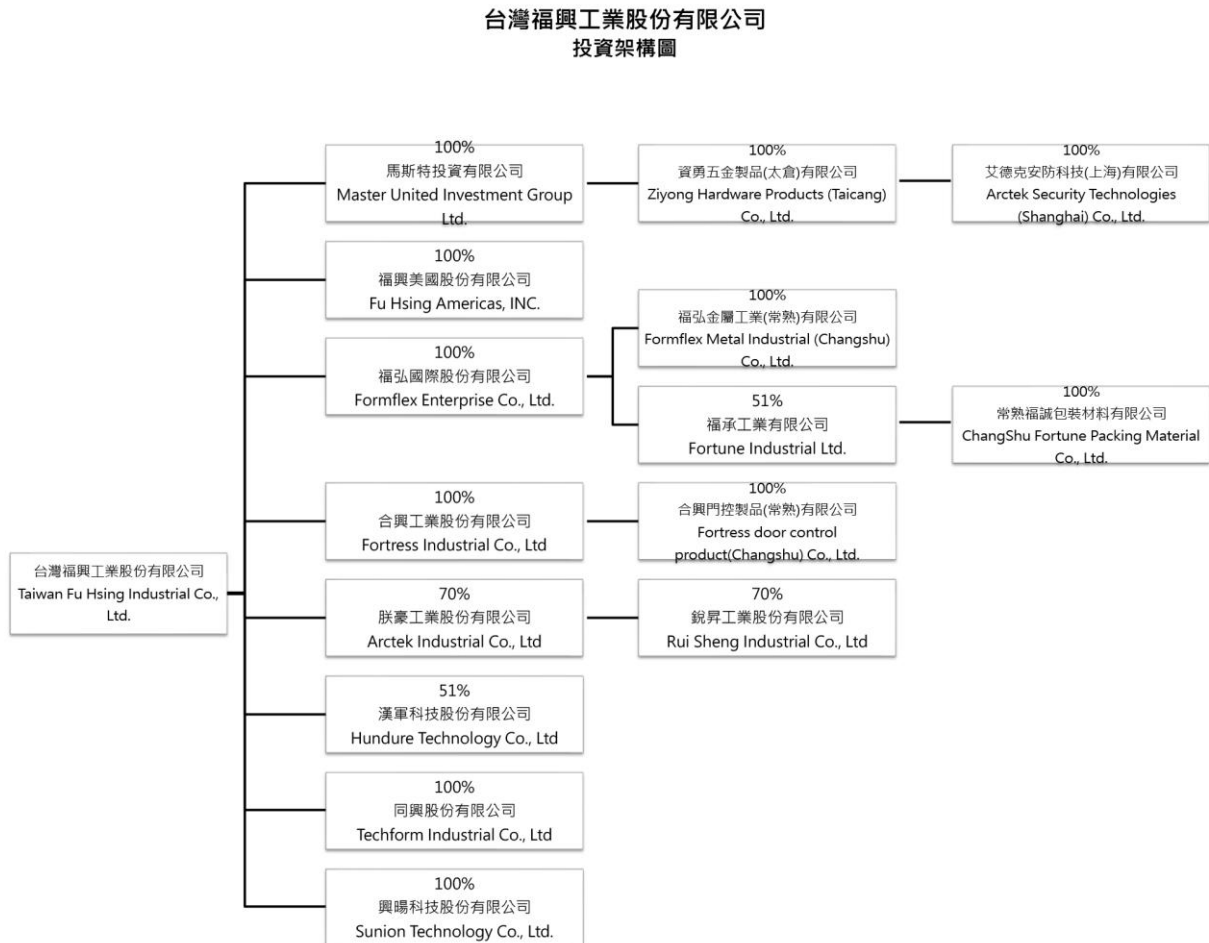 台灣福興工業股份有限公司
投資架構圖
100%
馬斯特投資有限公司
Master United Investment Group
Ltd.
100%
資勇五金製品(太倉)有限公司
Ziyong Hardware Products (Taicang)
Co., Ltd.
100%
艾德克安防科技(上海)有限公司
Arctek Security Technologies
(Shanghai) Co., Ltd.
100%
福興美國股份有限公司
Fu Hsing Americas, INC.
100%
福弘國際股份有限公司
Formflex Enterprise Co., Ltd.
100%
福弘金屬工業(常熟)有限公司
Formflex Metal Industrial (Changshu)
Co., Ltd.
51%
福承工業有限公司
Fortune Industrial Ltd.
100%
常熟福誠包裝材料有限公司
ChangShu Fortune Packing Material
Co., Ltd.
100%
合興工業股份有限公司
Fortress Industrial Co., Ltd
100%
合興門控製品(常熟)有限公司
Fortress door control
product(Changshu) Co., Ltd.
台灣福興工業股份有限公司
Taiwan Fu Hsing Industrial Co.,
Ltd.
70%
朕豪工業股份有限公司
Arctek Industrial Co., Ltd
70%
銳昇工業股份有限公司
Rui Sheng Industrial Co., Ltd
51%
漢軍科技股份有限公司
Hundure Technology Co., Ltd
100%
同興股份有限公司
Techform Industrial Co., Ltd
100%
興暘科技股份有限公司
Sunion Technology Co., Ltd.